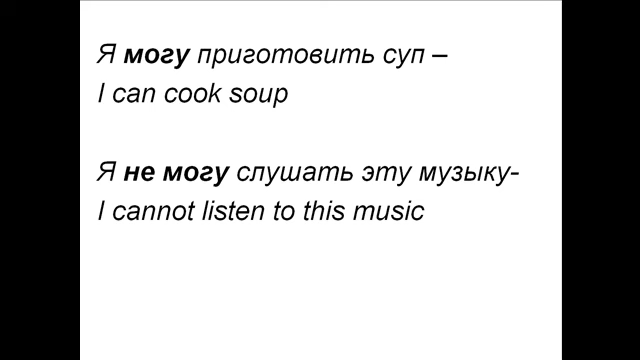 Я могу приготовить суп –
I can cook soup
Я не могу слушать эту музыку-
I cannot listen to this music